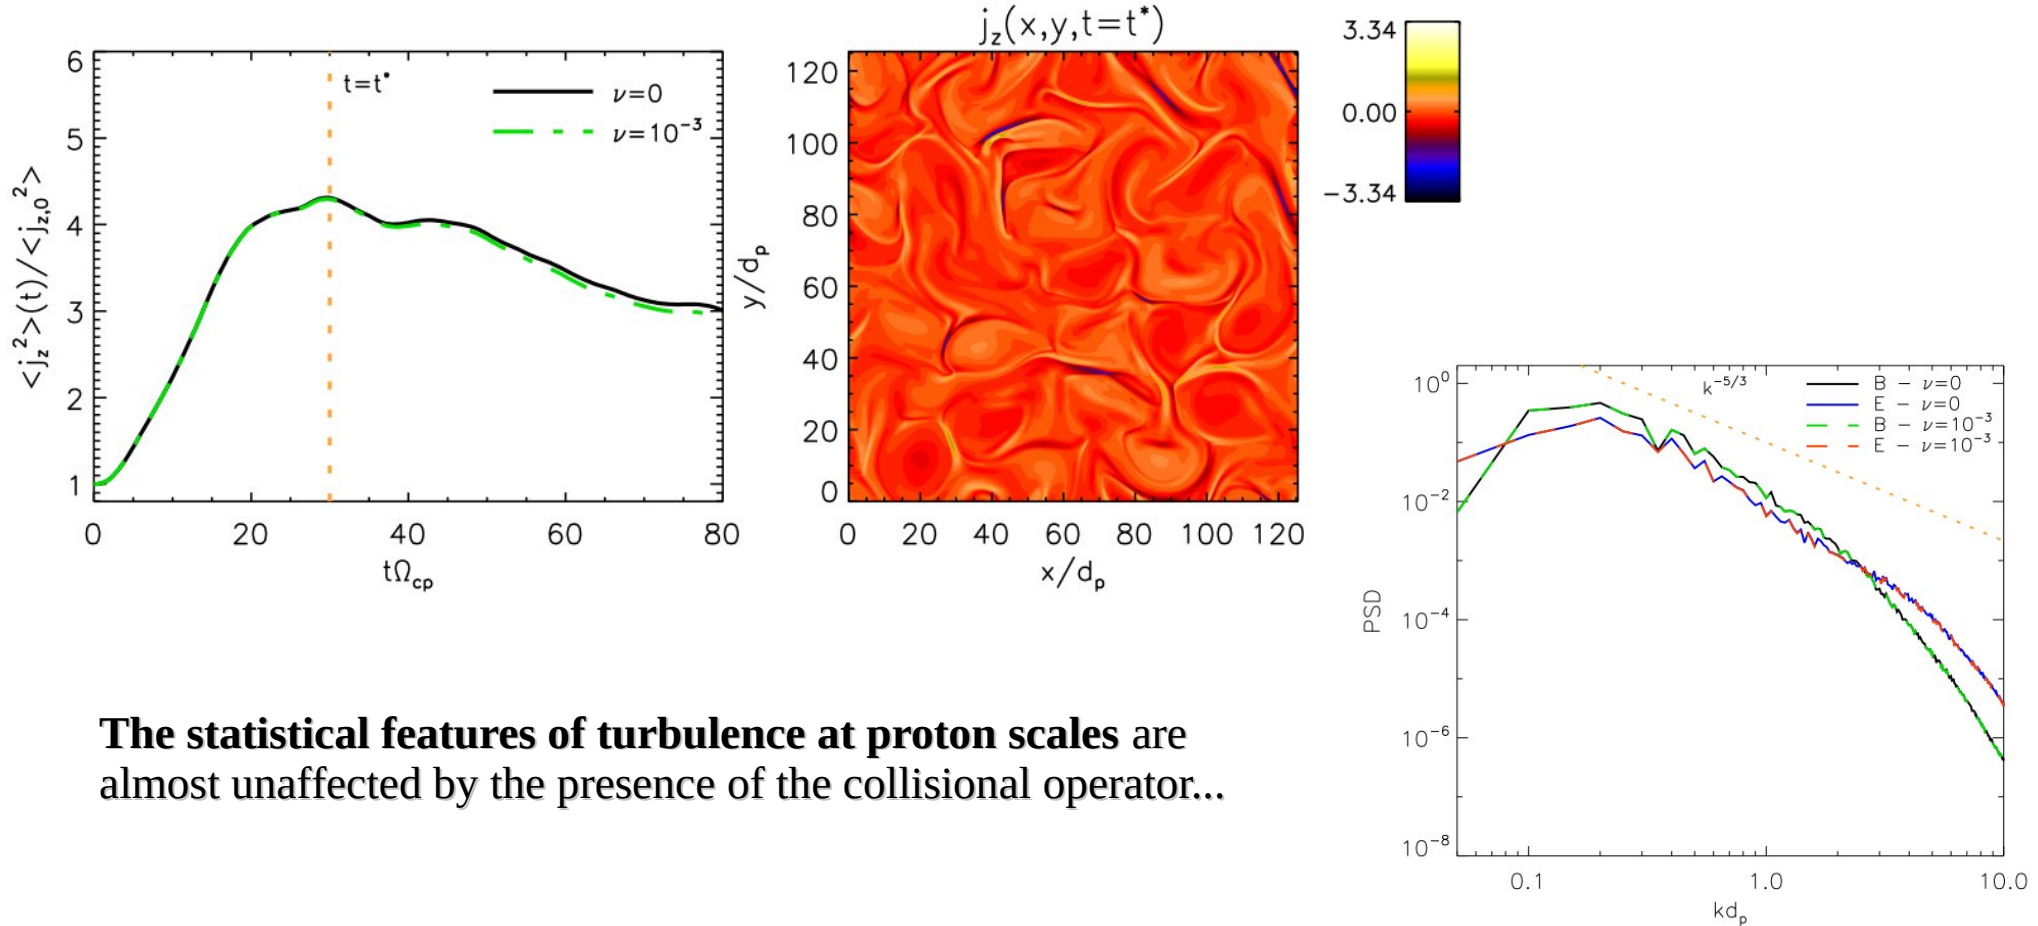 6
5
4
3
2
1
0
20
40
60
80
<j_z²>(t)/<j_{z,0}²>
tΩ_cp
t=t*
ν=0
ν=10⁻³
j_z(x,y,t=t*)
120
100
80
60
40
20
0
0
20
40
60
80
100
120
y/d_p
x/d_p
3.34
0.00
−3.34
10⁰
10⁻²
10⁻⁴
10⁻⁶
10⁻⁸
PSD
k^{-5/3}
B − ν=0
E − ν=0
B − ν=10⁻³
E − ν=10⁻³
0.1
1.0
10.0
kd_p
The statistical features of turbulence at proton scales are
almost unaffected by the presence of the collisional operator...